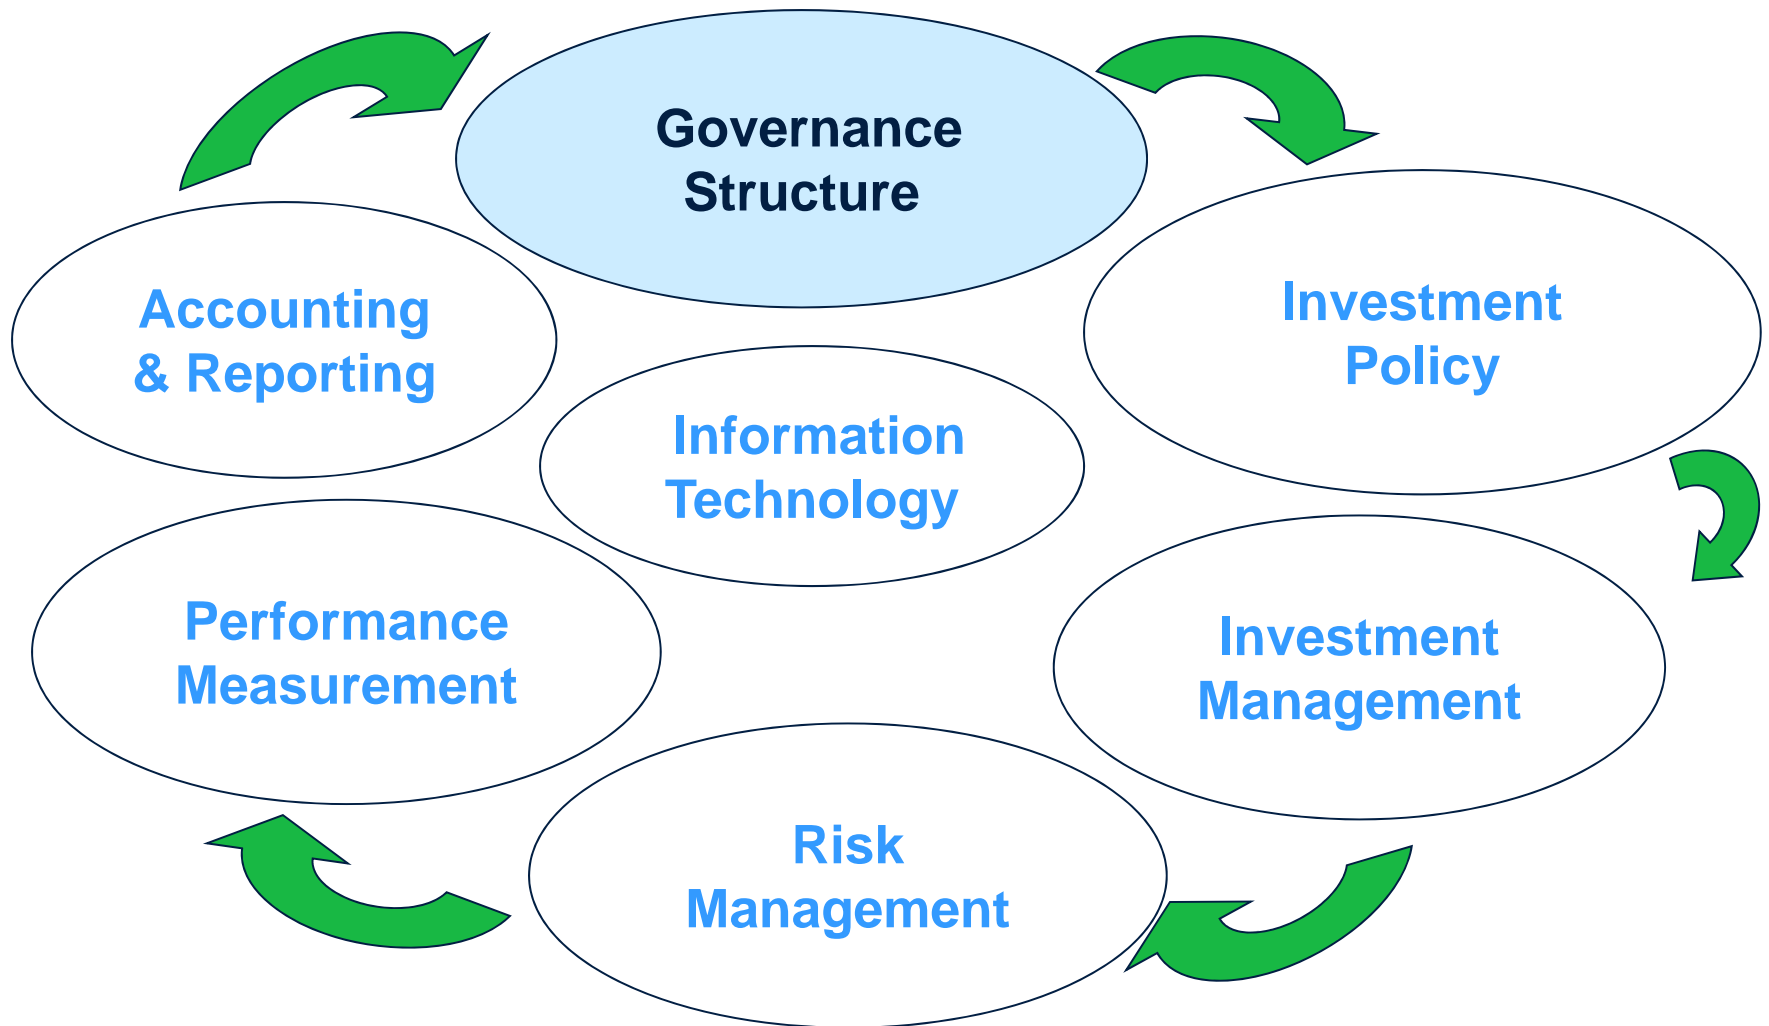 Governance
Structure
Accounting
& Reporting
Investment
Policy
Information
Technology
Performance
Measurement
Investment
Management
Risk
Management